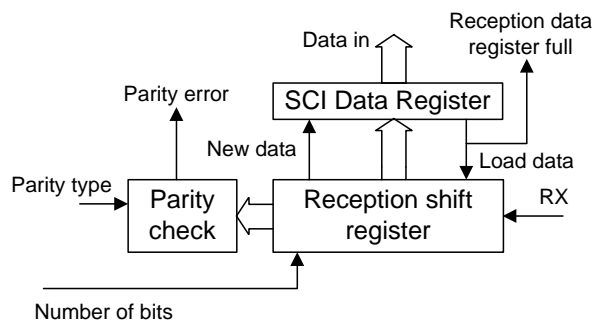 Data in
Reception data
register full
Parity error
SCI Data Register
New data
Load data
Parity type
Parity
check
Reception shift
register
RX
Number of bits